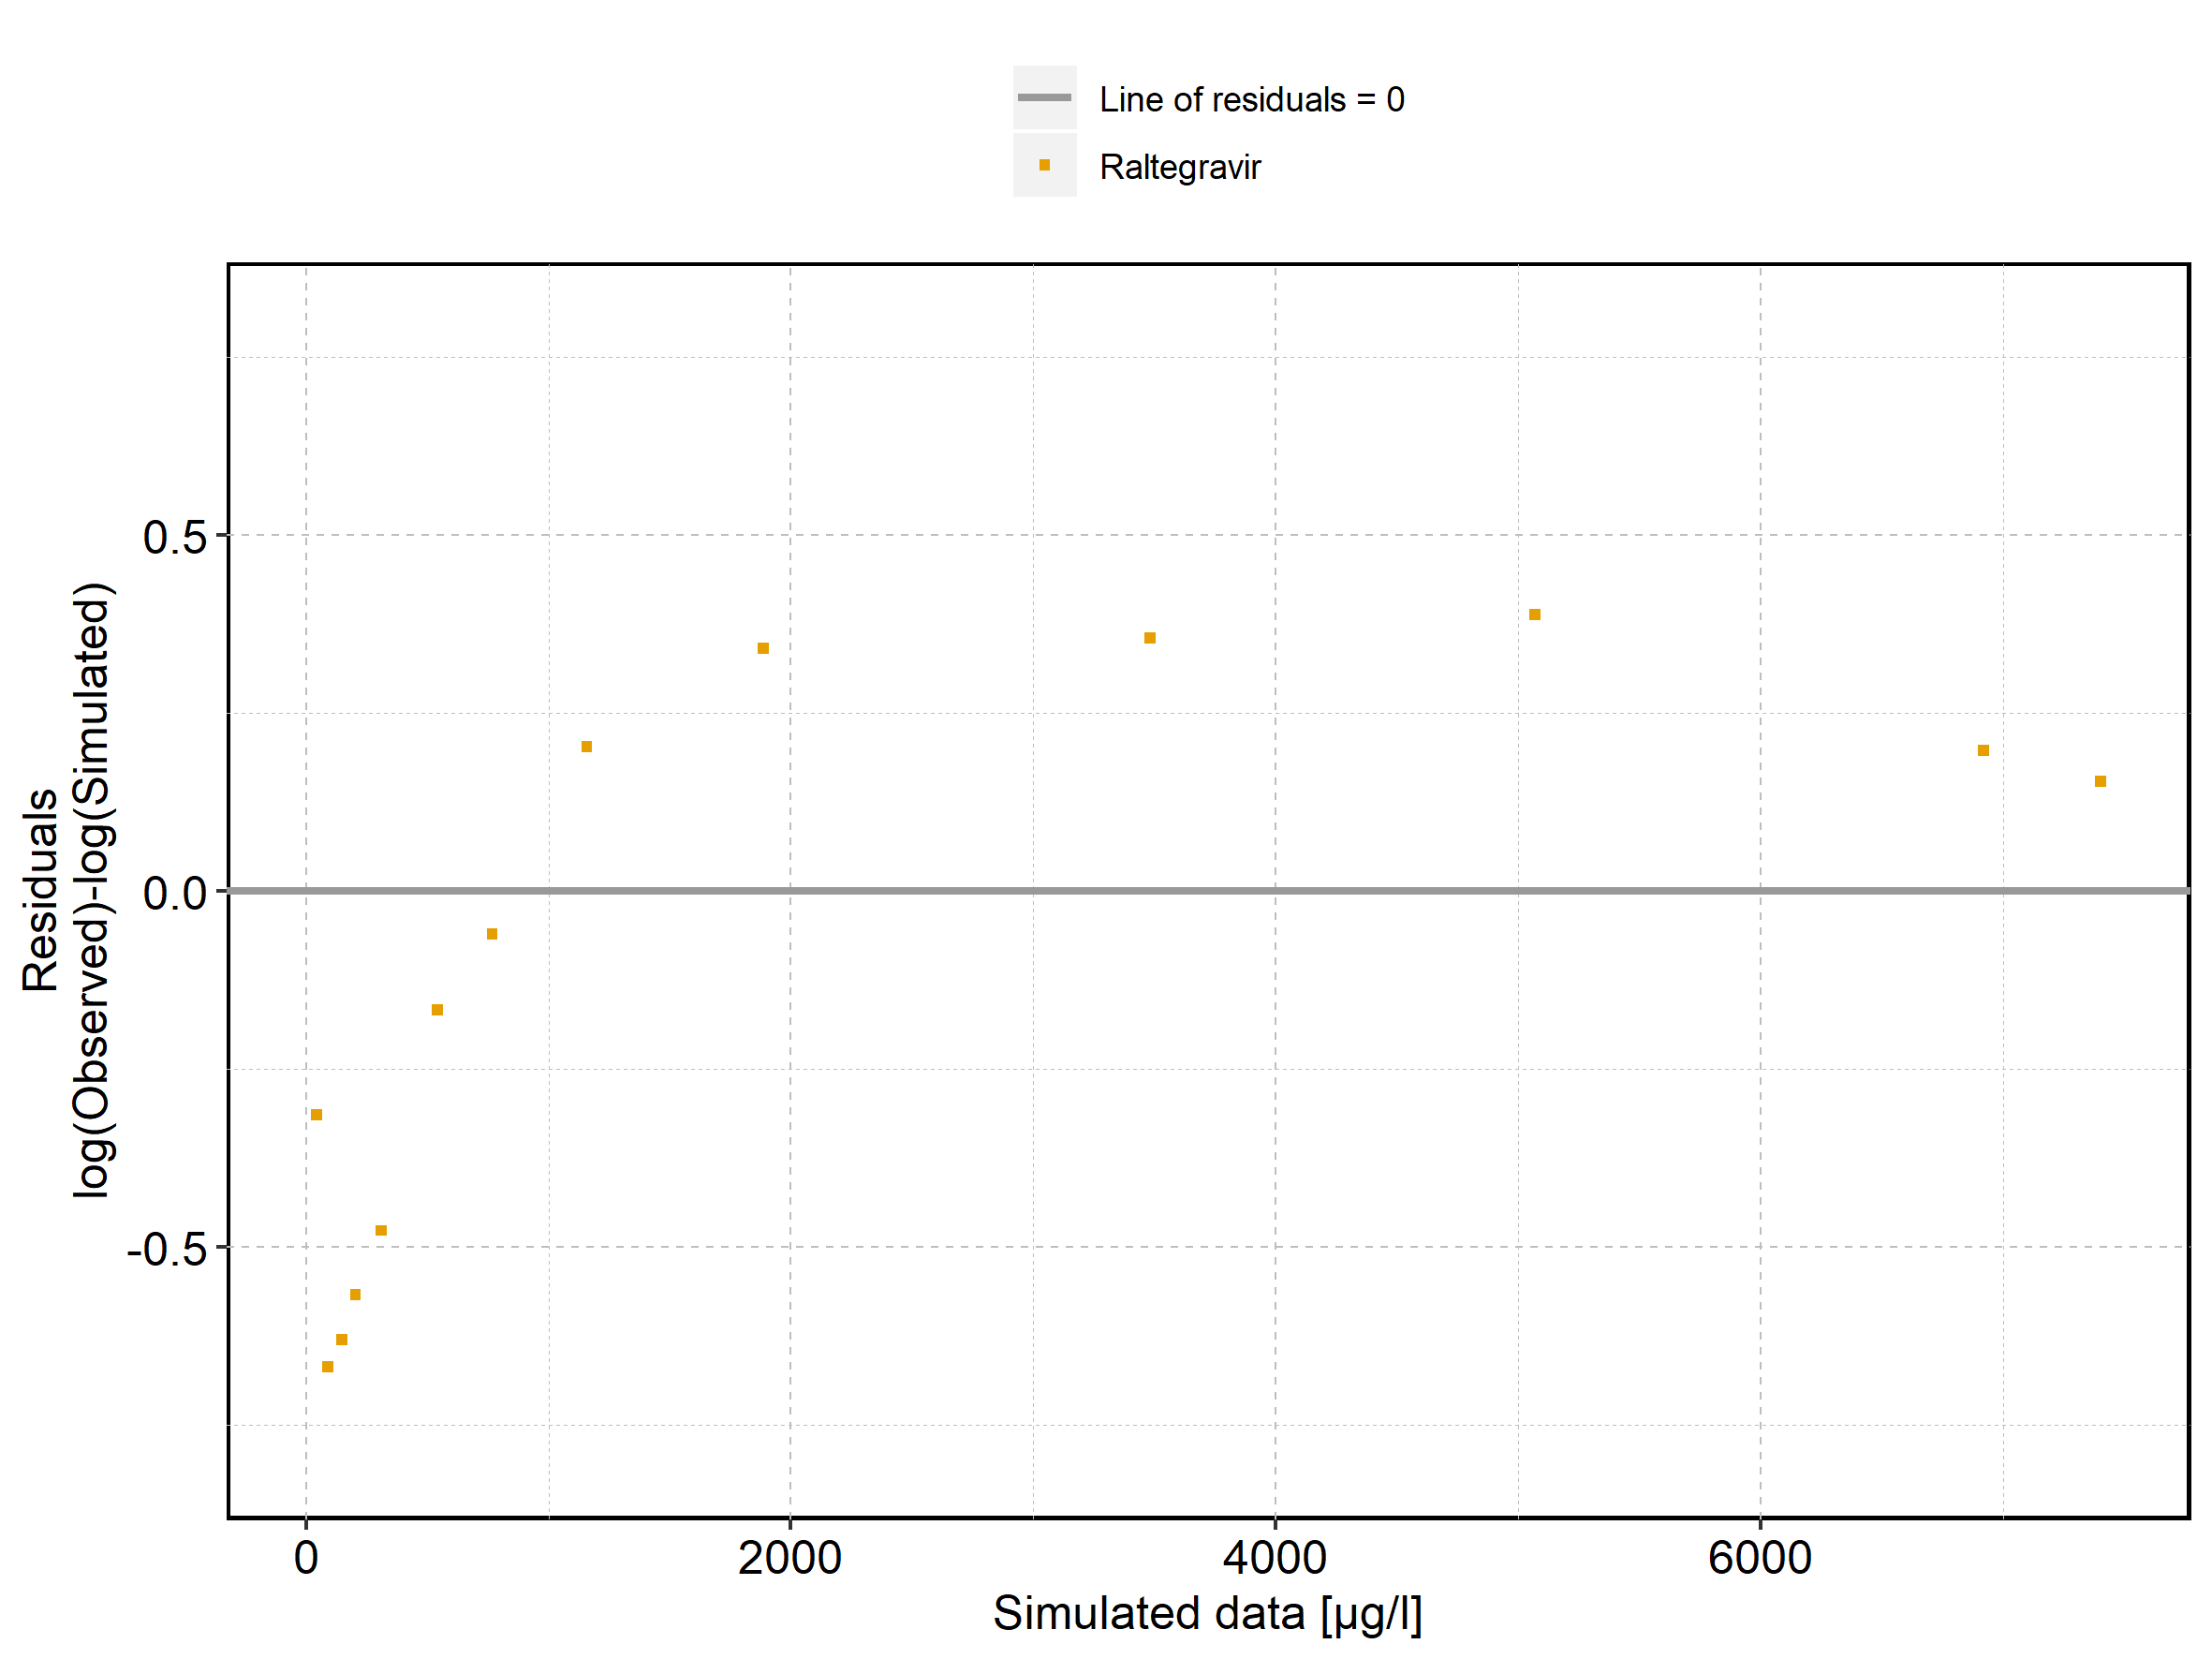 Line of residuals = 0
Raltegravir
Residuals
log(Observed)-log(Simulated)
0.5
0.0
-0.5
0
2000
4000
6000
Simulated data [µg/l]